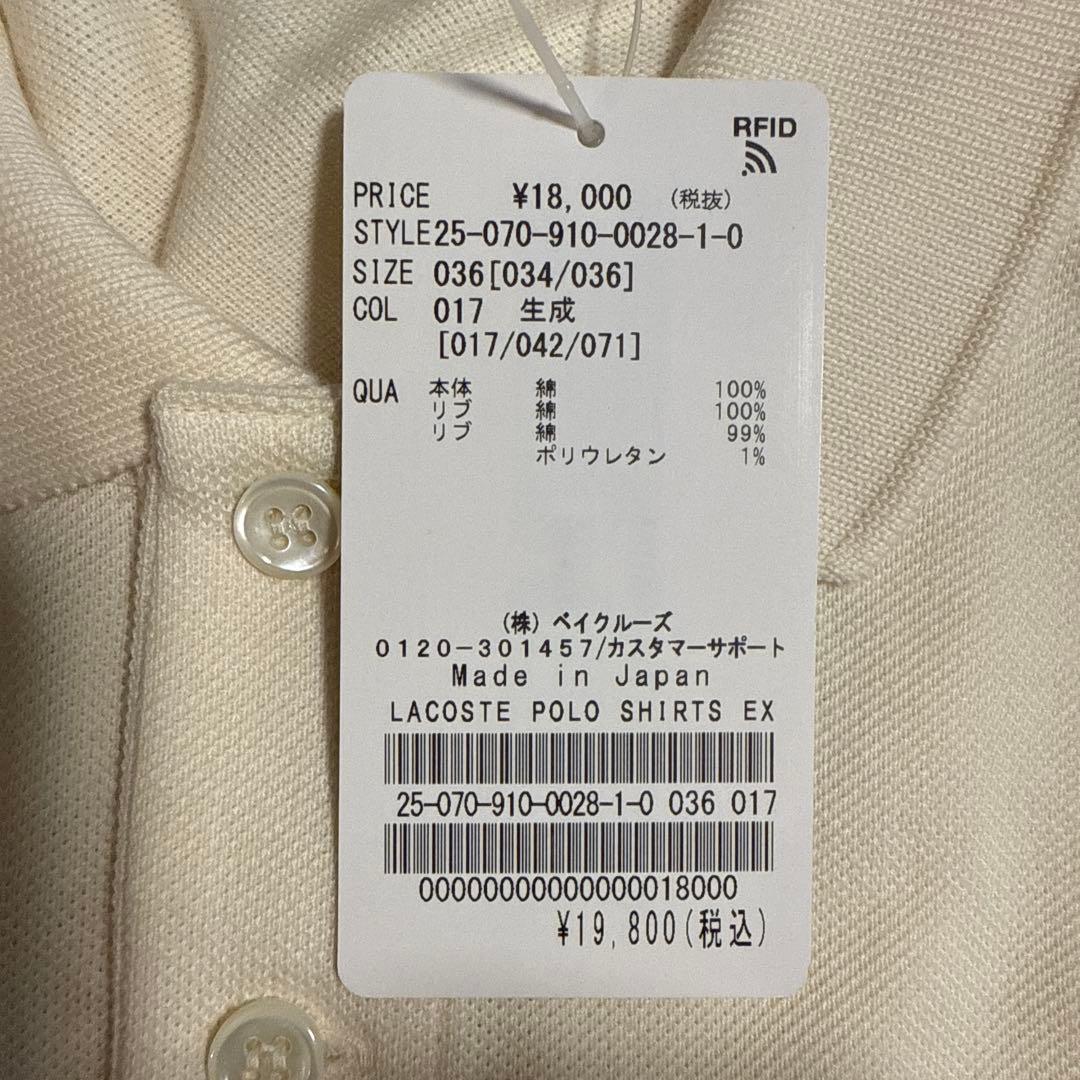 RFID
PRICE ¥18,000 (税抜)
STYLE25-070-910-0028-1-0
SIZE 036[034/036]
COL 017 生成
[017/042/071]
QUA 本体 綿 100%
リブ 綿 100%
リブ 綿 99%
ポリウレタン 1%
(株)ベイクルーズ
0120-301457/カスタマーサポート
Made in Japan
LACOSTE POLO SHIRTS EX
25-070-910-0028-1-0 036 017
00000000000000018000
¥19,800(税込)